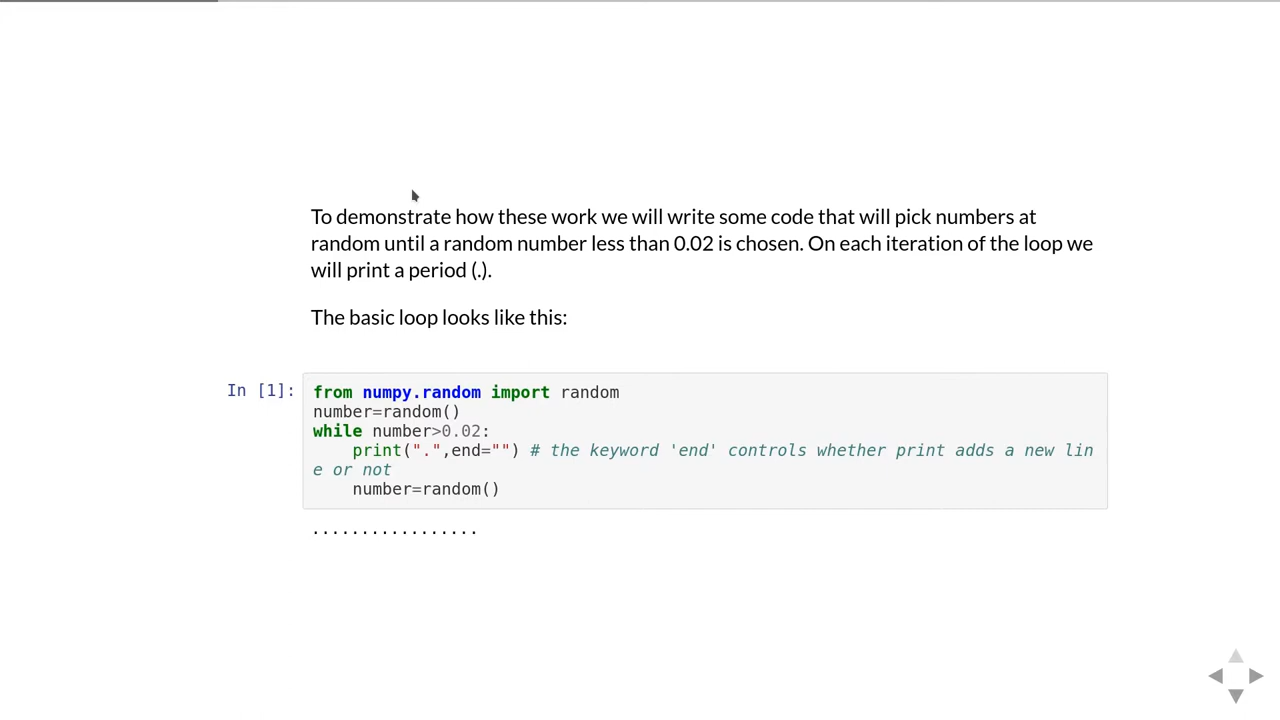 To demonstrate how these work we will write some code that will pick numbers at
random until a random number less than 0.02 is chosen. On each iteration of the loop we
will print a period (.).
The basic loop looks like this:
In [1]:
from numpy.random import random
number=random()
while number>0.02:
    print(".",end="") # the keyword 'end' controls whether print adds a new lin
e or not
    number=random()
.................